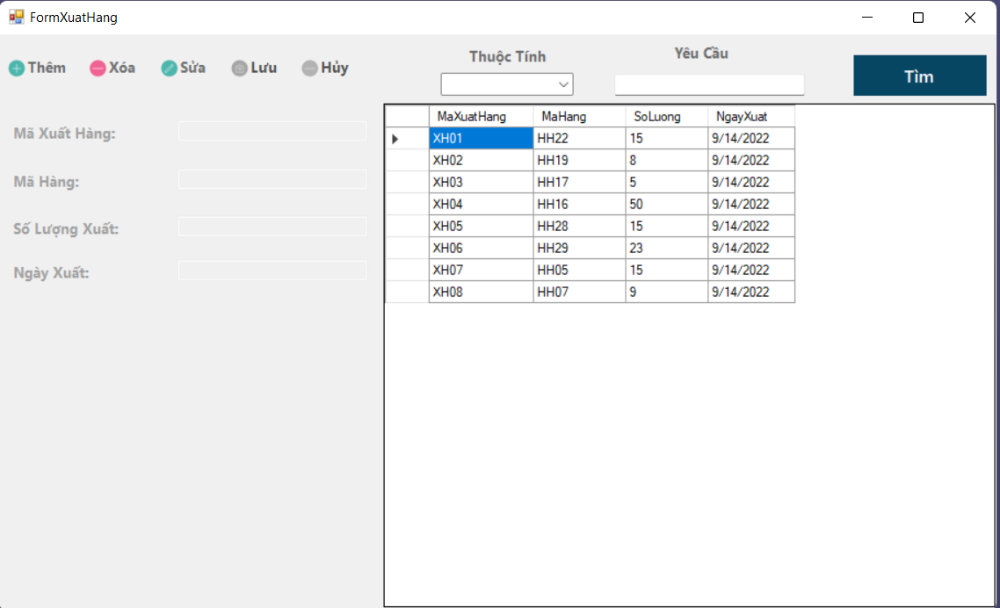 FormXuatHang
Thêm Xóa Sửa Lưu Hủy
Thuộc Tính
Yêu Cầu
Tìm
Mã Xuất Hàng:
Mã Hàng:
Số Lượng Xuất:
Ngày Xuất:
MaXuatHang MaHang SoLuong NgayXuat
XH01 HH22 15 9/14/2022
XH02 HH19 8 9/14/2022
XH03 HH17 5 9/14/2022
XH04 HH16 50 9/14/2022
XH05 HH28 15 9/14/2022
XH06 HH29 23 9/14/2022
XH07 HH05 15 9/14/2022
XH08 HH07 9 9/14/2022